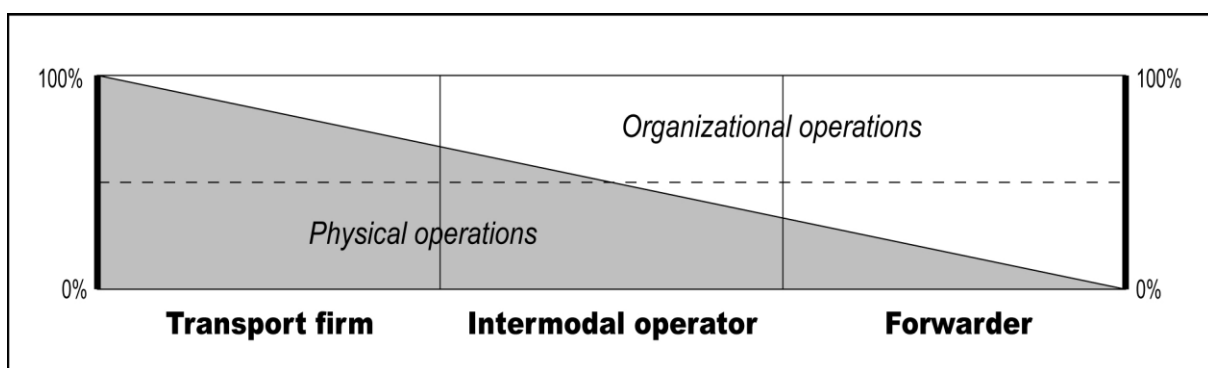 100% 100%
Organizational operations
Physical operations
0% 0%
Transport firm Intermodal operator Forwarder